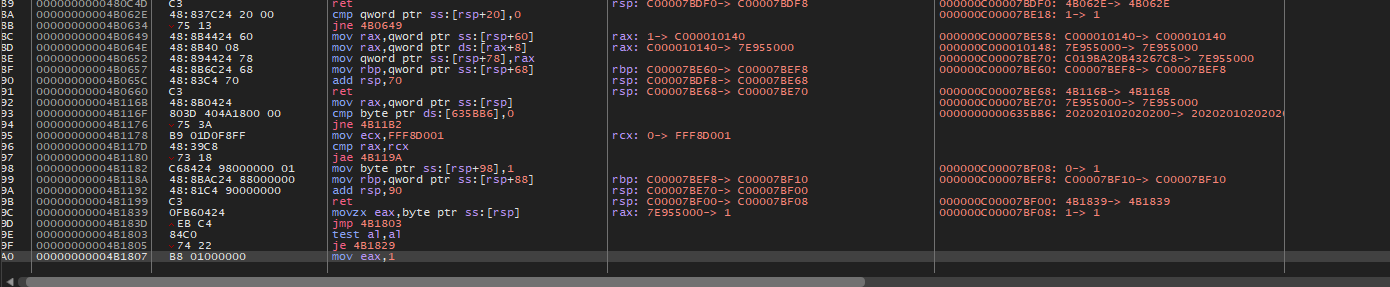 89 0000000000480C4D C3 ret rsp: C00007BDF0-> C00007BDF8 000000C00007BDF0: 4B062E-> 4B062E
8A 00000000004B062E 48:837C24 20 00 cmp qword ptr ss:[rsp+20],0 000000C00007BE18: 1-> 1
8B 00000000004B0634 75 13 jne 4B0649
8C 00000000004B0649 48:8B4424 60 mov rax,qword ptr ss:[rsp+60] rax: 1-> C000010140 000000C00007BE58: C000010140-> C000010140
8D 00000000004B064E 48:8B40 08 mov rax,qword ptr ds:[rax+8] rax: C000010140-> 7E955000 000000C000010148: 7E955000-> 7E955000
8E 00000000004B0652 48:894424 78 mov qword ptr ss:[rsp+78],rax 000000C00007BE70: C019BA20B43267C8-> 7E955000
8F 00000000004B0657 48:8B6C24 68 mov rbp,qword ptr ss:[rsp+68] rbp: C00007BE60-> C00007BEF8 000000C00007BE60: C00007BEF8-> C00007BEF8
90 00000000004B065C 48:83C4 70 add rsp,70 rsp: C00007BDF8-> C00007BE68
91 00000000004B0660 C3 ret rsp: C00007BE68-> C00007BE70 000000C00007BE68: 4B116B-> 4B116B
92 00000000004B116B 48:8B0424 mov rax,qword ptr ss:[rsp] 000000C00007BE70: 7E955000-> 7E955000
93 00000000004B116F 803D 404A1800 00 cmp byte ptr ds:[635BB6],0 0000000000635BB6: 202020102020200-> 2020201020202
94 75 3A jne 4B11B2
95 00000000004B1178 B9 01D0F8FF mov ecx,FFF8D001 rcx: 0-> FFF8D001
96 00000000004B117D 48:39C8 cmp rax,rcx
97 00000000004B1180 73 18 jae 4B119A
98 00000000004B1182 C68424 98000000 01 mov byte ptr ss:[rsp+98],1 000000C00007BF08: 0-> 1
99 00000000004B118A 48:8BAC24 88000000 mov rbp,qword ptr ss:[rsp+88] rbp: C00007BEF8-> C00007BF10 000000C00007BEF8: C00007BF10-> C00007BF10
9A 00000000004B1192 48:81C4 90000000 add rsp,90 rsp: C00007BE70-> C00007BF00
9B 00000000004B1199 C3 ret rsp: C00007BF00-> C00007BF08 000000C00007BF00: 4B1839-> 4B1839
9C 00000000004B1839 0FB60424 movzx eax,byte ptr ss:[rsp] rax: 7E955000-> 1 000000C00007BF08: 1-> 1
9D 00000000004B183D EB C4 jmp 4B1803
9E 00000000004B1803 84C0 test al,al
9F 00000000004B1805 74 22 je 4B1829
A0 00000000004B1807 B8 01000000 mov eax,1